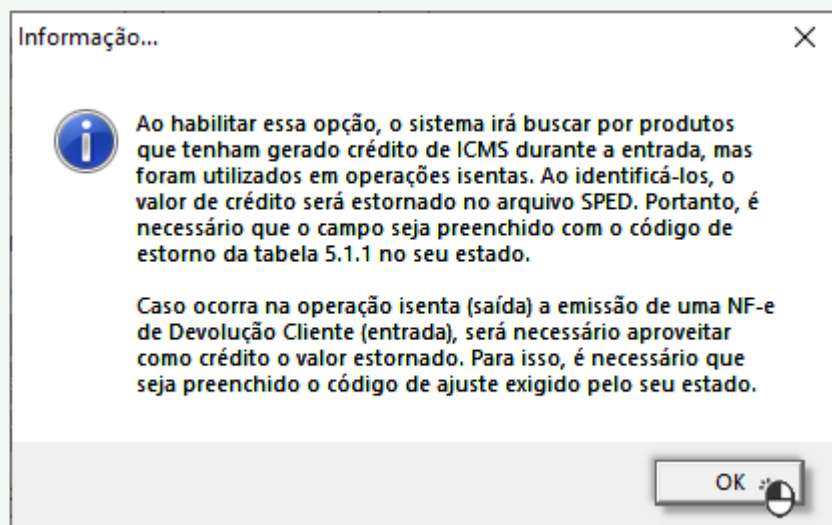 Informação...
Ao habilitar essa opção, o sistema irá buscar por produtos
que tenham gerado crédito de ICMS durante a entrada, mas
foram utilizados em operações isentas. Ao identificá-los, o
valor de crédito será estornado no arquivo SPED. Portanto, é
necessário que o campo seja preenchido com o código de
estorno da tabela 5.1.1 no seu estado.
Caso ocorra na operação isenta (saída) a emissão de uma NF-e
de Devolução Cliente (entrada), será necessário aproveitar
como crédito o valor estornado. Para isso, é necessário que
seja preenchido o código de ajuste exigido pelo seu estado.
OK